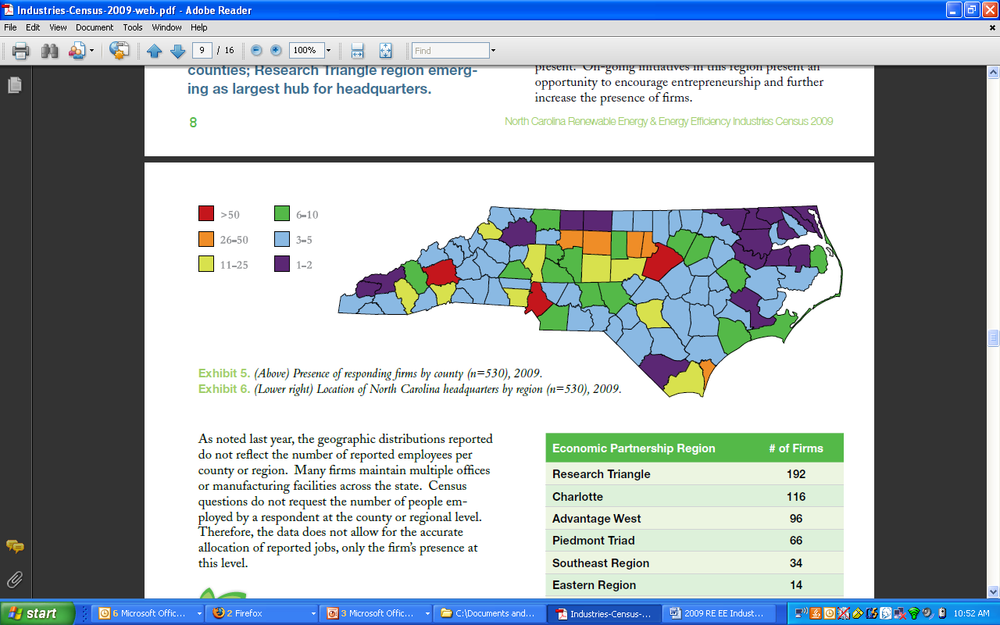 Industries-Census-2009-web.pdf - Adobe Reader
File Edit View Document Tools Window Help
9 / 16 100% Find
counties; Research Triangle region emerg-
ing as largest hub for headquarters.
present. On-going initiatives in this region present an
opportunity to encourage entrepreneurship and further
increase the presence of firms.
8
North Carolina Renewable Energy & Energy Efficiency Industries Census 2009
>50 6–10
26–50 3–5
11–25 1–2
Exhibit 5. (Above) Presence of responding firms by county (n=530), 2009.
Exhibit 6. (Lower right) Location of North Carolina headquarters by region (n=530), 2009.
As noted last year, the geographic distributions reported
do not reflect the number of reported employees per
county or region. Many firms maintain multiple offices
or manufacturing facilities across the state. Census
questions do not request the number of people em-
ployed by a respondent at the county or regional level.
Therefore, the data does not allow for the accurate
allocation of reported jobs, only the firm's presence at
this level.
Economic Partnership Region # of Firms
Research Triangle 192
Charlotte 116
Advantage West 96
Piedmont Triad 66
Southeast Region 34
Eastern Region 14
start 6 Microsoft Offic... 2 Firefox 3 Microsoft Offic... C:\Documents and... Industries-Census-... 2009 RE EE Indust... 10:52 AM